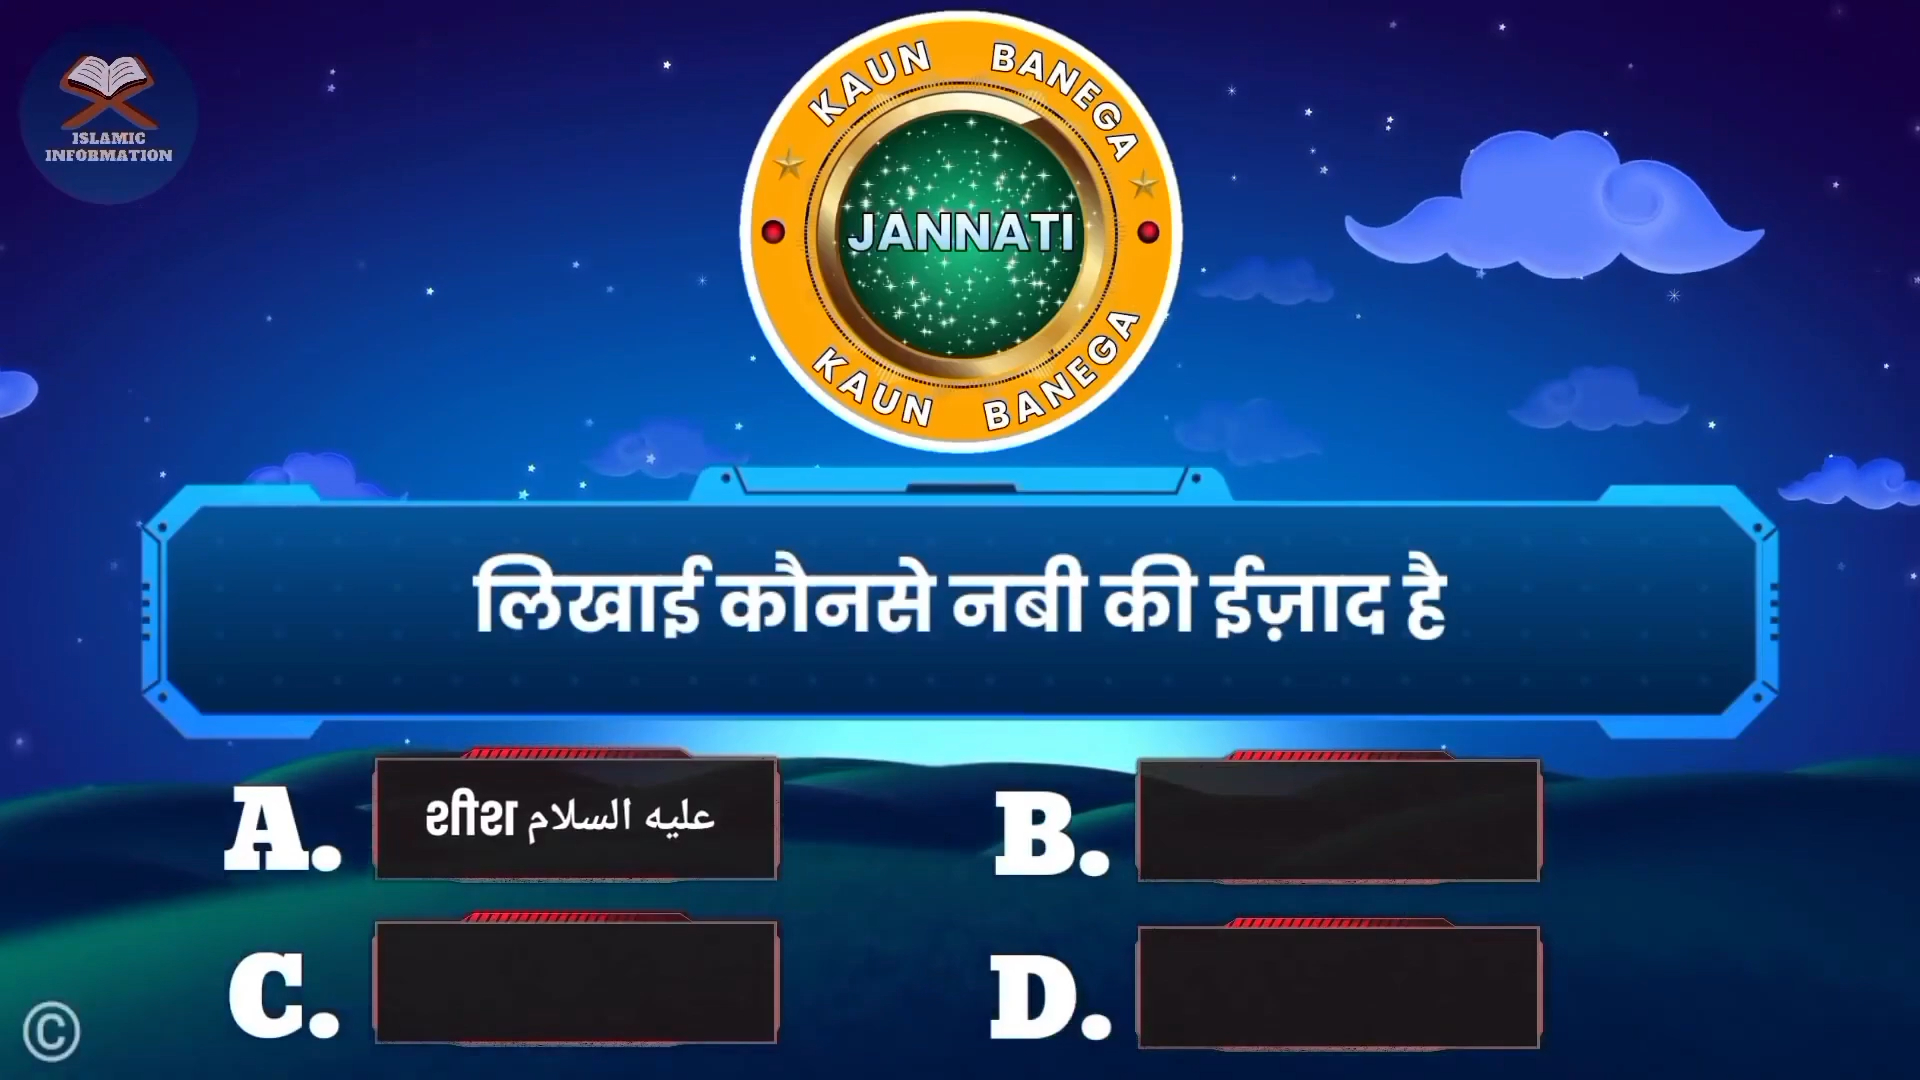 ISLAMIC
INFORMATION
KAUN BANEGA
JANNATI
KAUN BANEGA
लिखाई कौनसे नबी की ईज़ाद है
A. शीश عليه السلام
B.
C.
D.
©